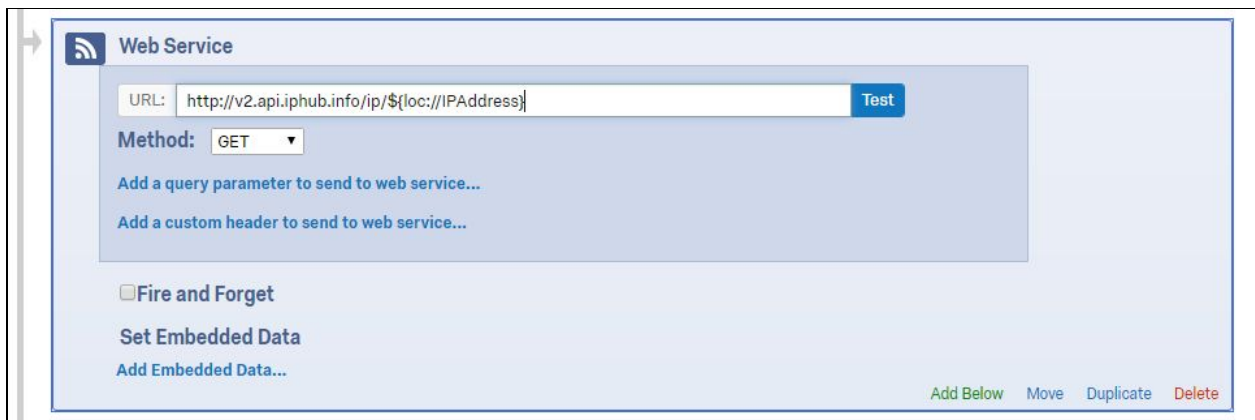 Web Service
URL: http://v2.api.iphub.info/ip/${loc://IPAddress} Test
Method: GET
Add a query parameter to send to web service...
Add a custom header to send to web service...
Fire and Forget
Set Embedded Data
Add Embedded Data...
Add Below Move Duplicate Delete